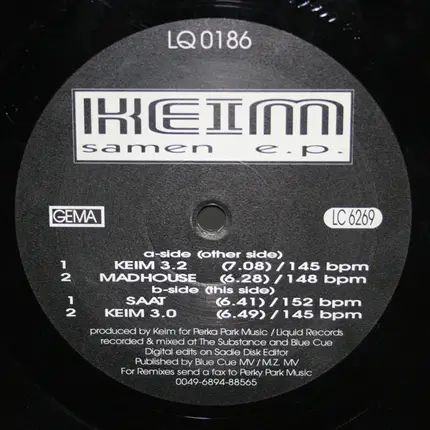 LQ 0186
KEIM
samen e.p.
GEMA
LC 6269
a-side (other side)
1 KEIM 3.2 (7.08) / 145 bpm
2 MADHOUSE (6.28) / 148 bpm
b-side (this side)
1 SAAT (6.41) / 152 bpm
2 KEIM 3.0 (6.49) / 145 bpm
produced by Keim for Perka Park Music / Liquid Records
recorded & mixed at The Substance and Blue Cue
Digital edits on Sadie Disk Editor
Published by Blue Cue MV / M.Z. MV
For Remixes send a fax to Perky Park Music
0049-6894-88565